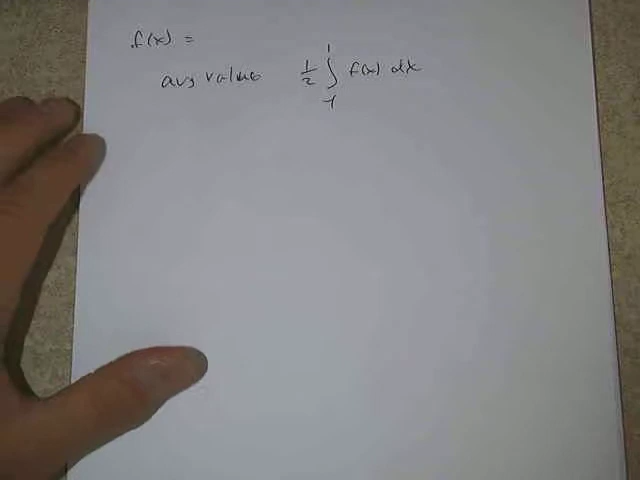 f(x) =
avg value 1/2 ∫_{-1}^{1} f(x) dx